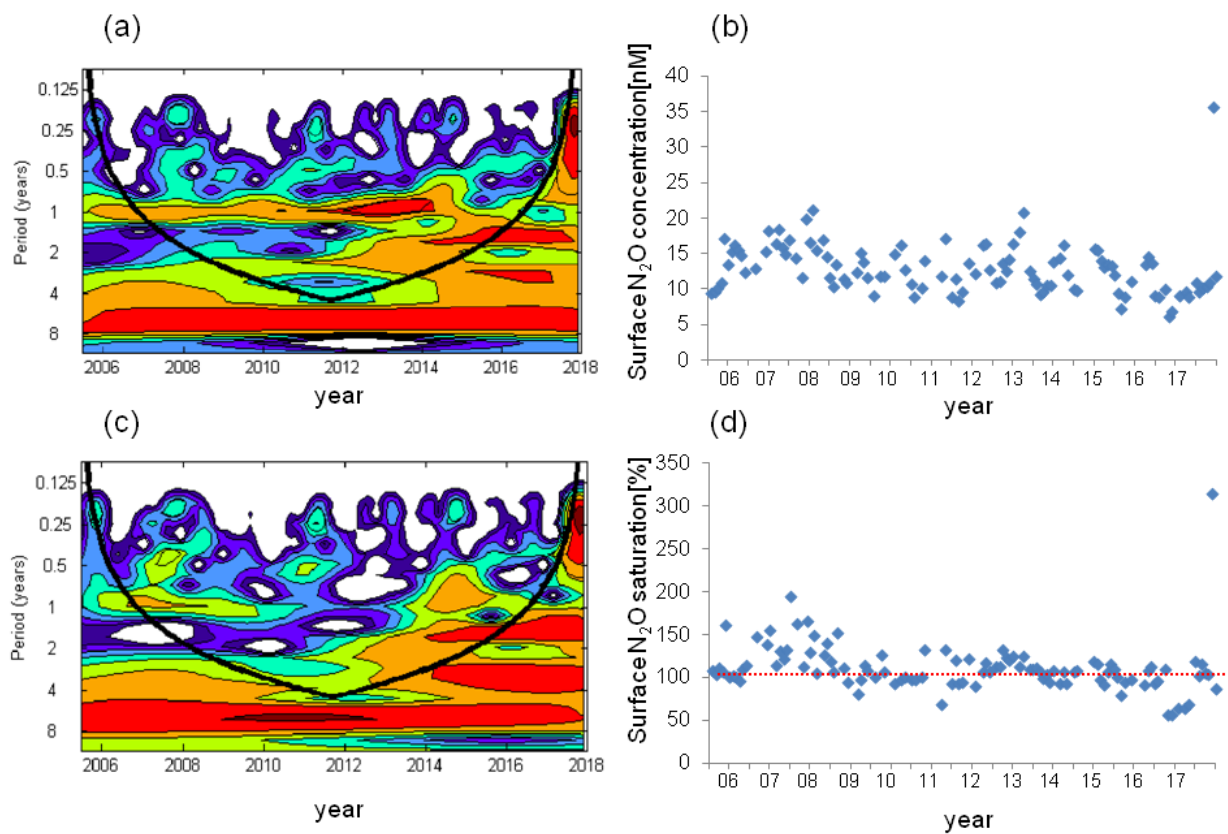 (a)
Period (years)
0.125
0.25
0.5
1
2
4
8
2006 2008 2010 2012 2014 2016 2018
year
(b)
Surface N₂O concentration[nM]
40
35
30
25
20
15
10
5
0
06 07 08 09 10 11 12 13 14 15 16 17
year
(c)
Period (years)
0.125
0.25
0.5
1
2
4
8
2006 2008 2010 2012 2014 2016 2018
year
(d)
Surface N₂O saturation[%]
350
300
250
200
150
100
50
0
06 07 08 09 10 11 12 13 14 15 16 17
year